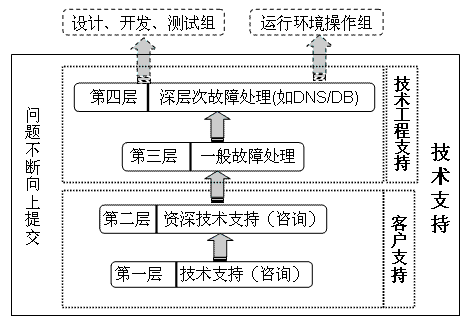 设计、开发、测试组
运行环境操作组
问题不断向上提交
第四层 深层次故障处理(如DNS/DB)
第三层 一般故障处理
技术工程支持
第二层 资深技术支持（咨询）
第一层 技术支持（咨询）
客户支持
技术支持